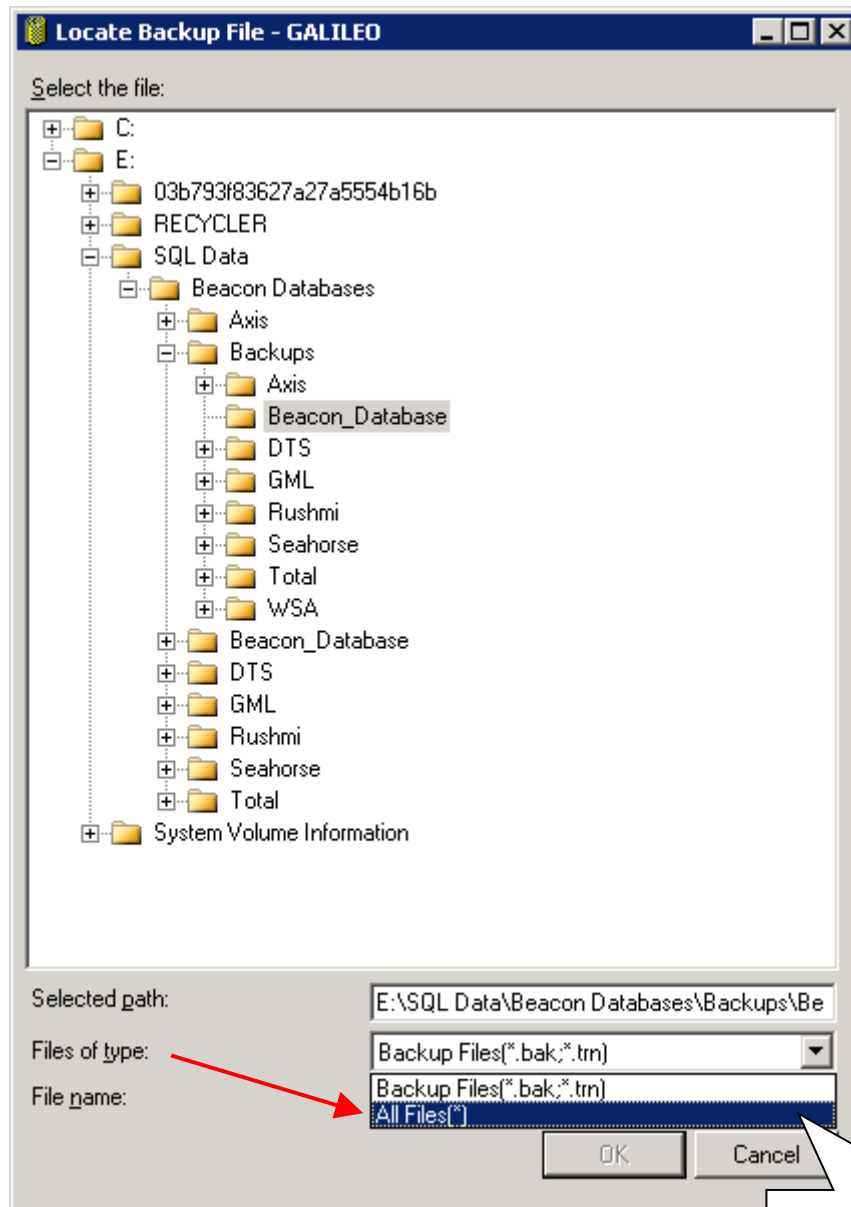 Locate Backup File - GALILEO
Select the file:
C:
E:
03b793f83627a27a5554b16b
RECYCLER
SQL Data
Beacon Databases
Axis
Backups
Axis
Beacon_Database
DTS
GML
Rushmi
Seahorse
Total
WSA
Beacon_Database
DTS
GML
Rushmi
Seahorse
Total
System Volume Information
Selected path: E:\SQL Data\Beacon Databases\Backups\Be
Files of type: Backup Files(*.bak;*.trn)
Backup Files(*.bak;*.trn)
File name:
All Files(*)
OK Cancel